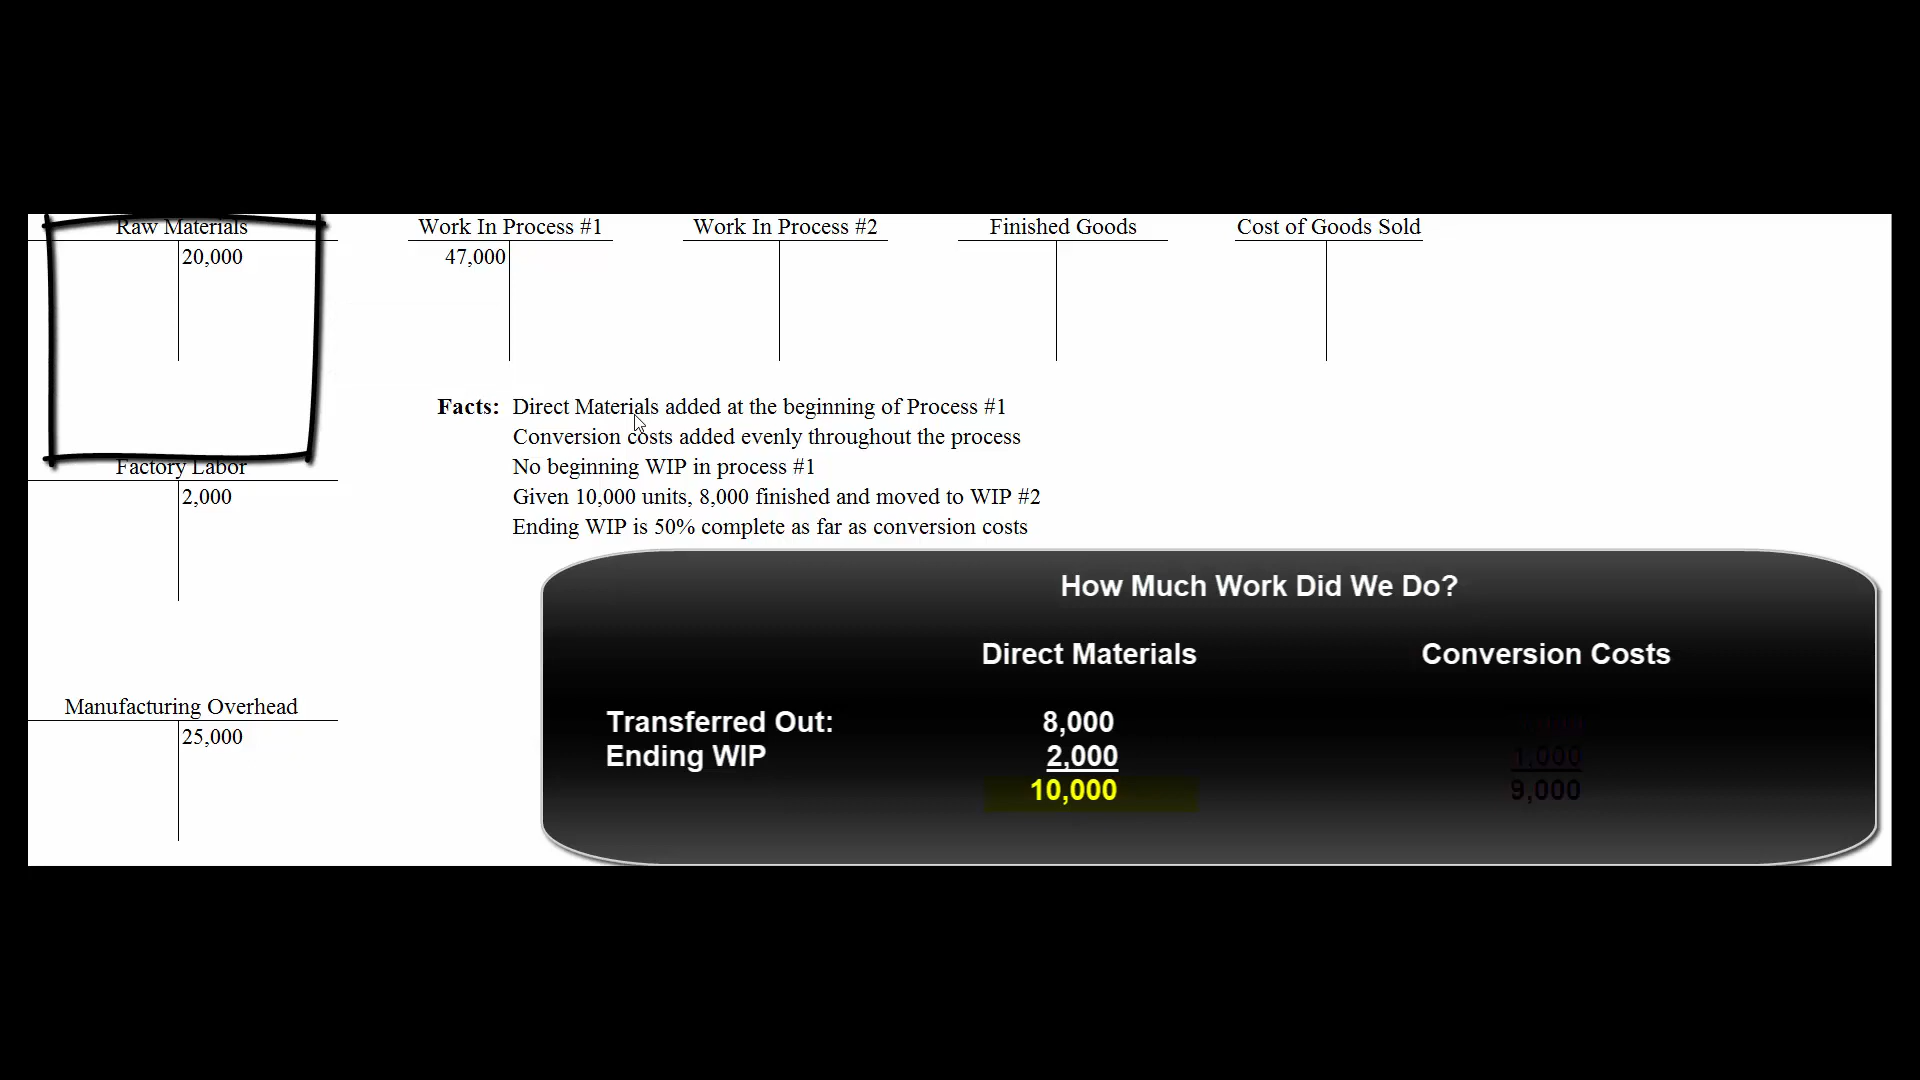 Raw Materials
20,000
Work In Process #1
47,000
Work In Process #2
Finished Goods
Cost of Goods Sold
Facts: Direct Materials added at the beginning of Process #1
Conversion costs added evenly throughout the process
No beginning WIP in process #1
Given 10,000 units, 8,000 finished and moved to WIP #2
Ending WIP is 50% complete as far as conversion costs
Factory Labor
2,000
Manufacturing Overhead
25,000
How Much Work Did We Do?
Direct Materials Conversion Costs
Transferred Out: 8,000
Ending WIP 2,000 1,000
10,000 9,000